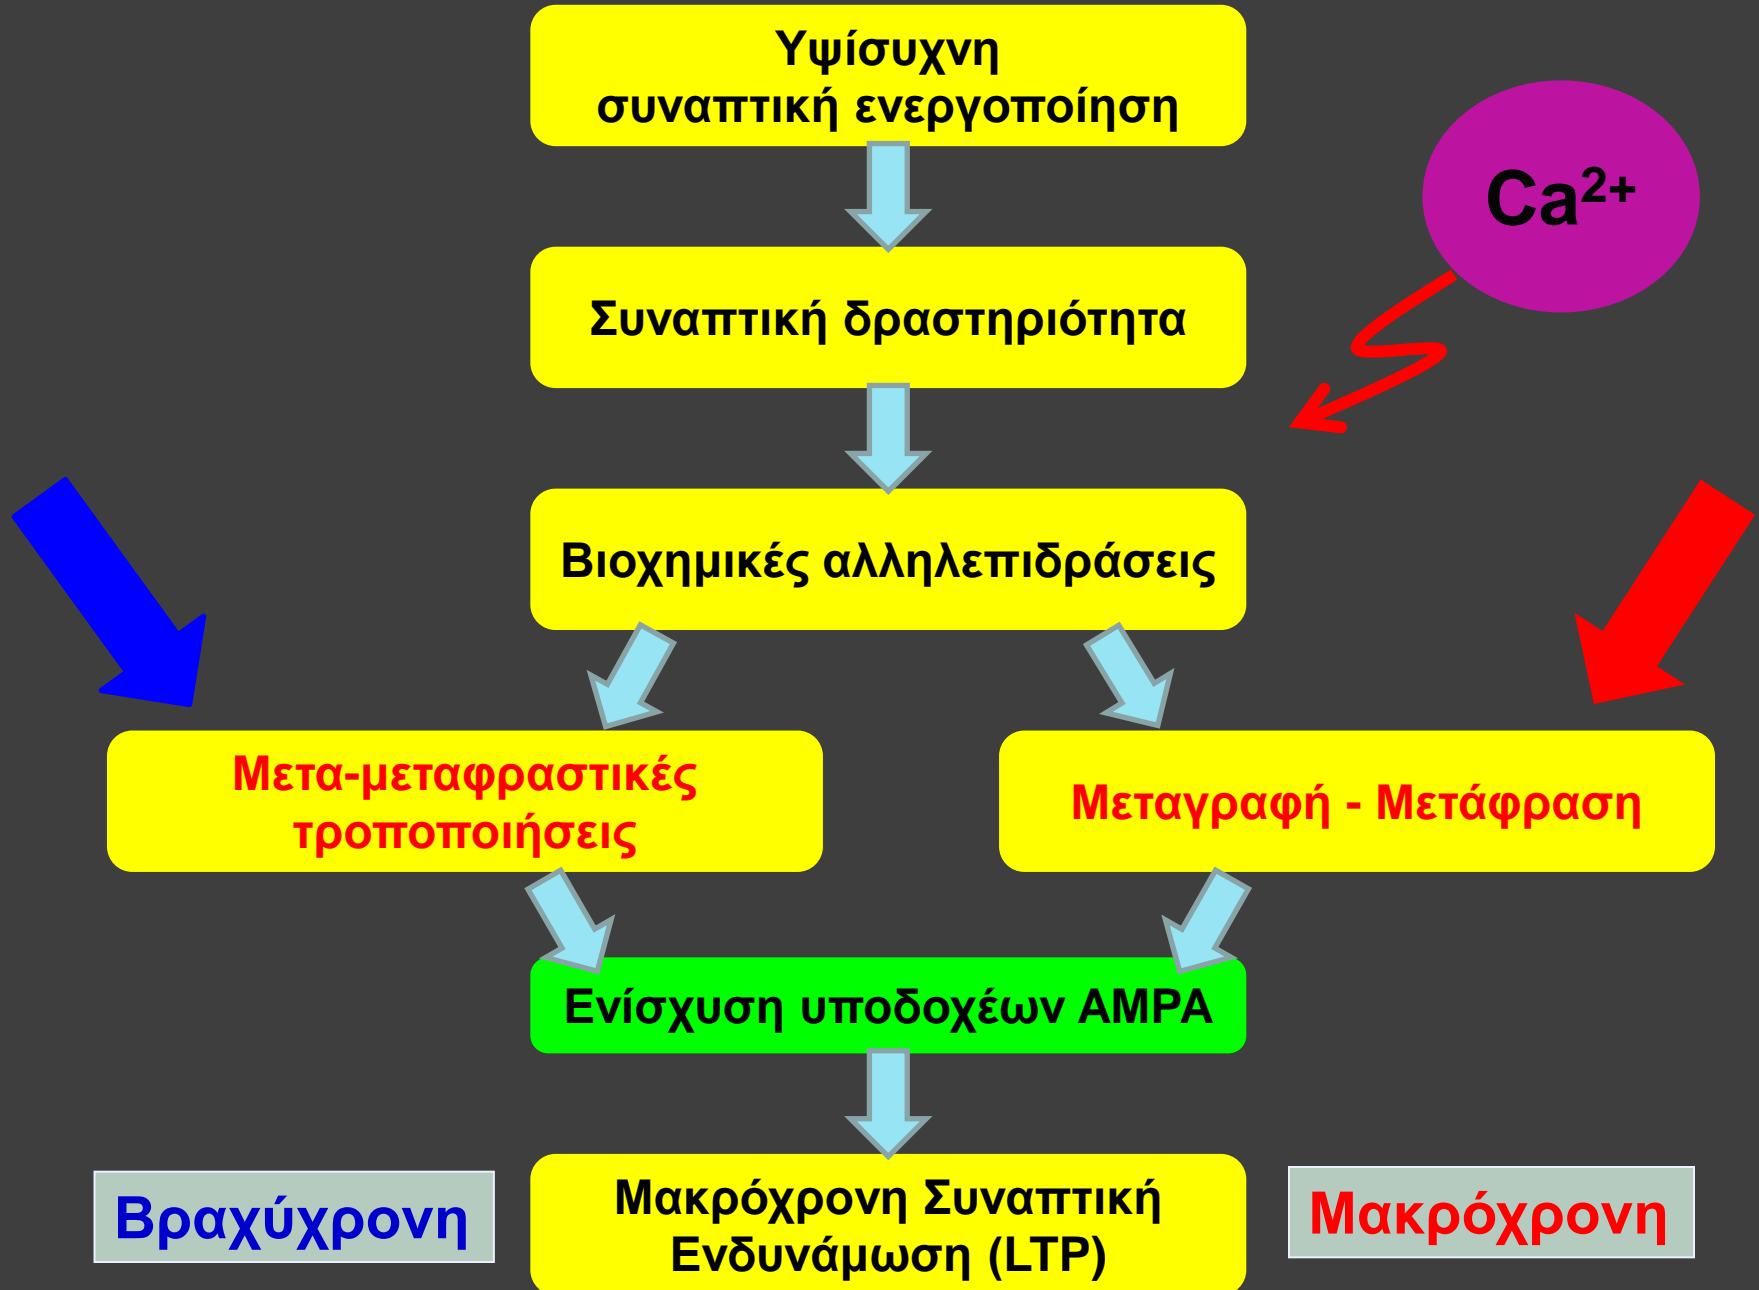 Υψίσυχνη
συναπτική ενεργοποίηση
Ca²⁺
Συναπτική δραστηριότητα
Βιοχημικές αλληλεπιδράσεις
Μετα-μεταφραστικές
τροποποιήσεις
Μεταγραφή - Μετάφραση
Ενίσχυση υποδοχέων AMPA
Βραχύχρονη
Μακρόχρονη Συναπτική
Ενδυνάμωση (LTP)
Μακρόχρονη